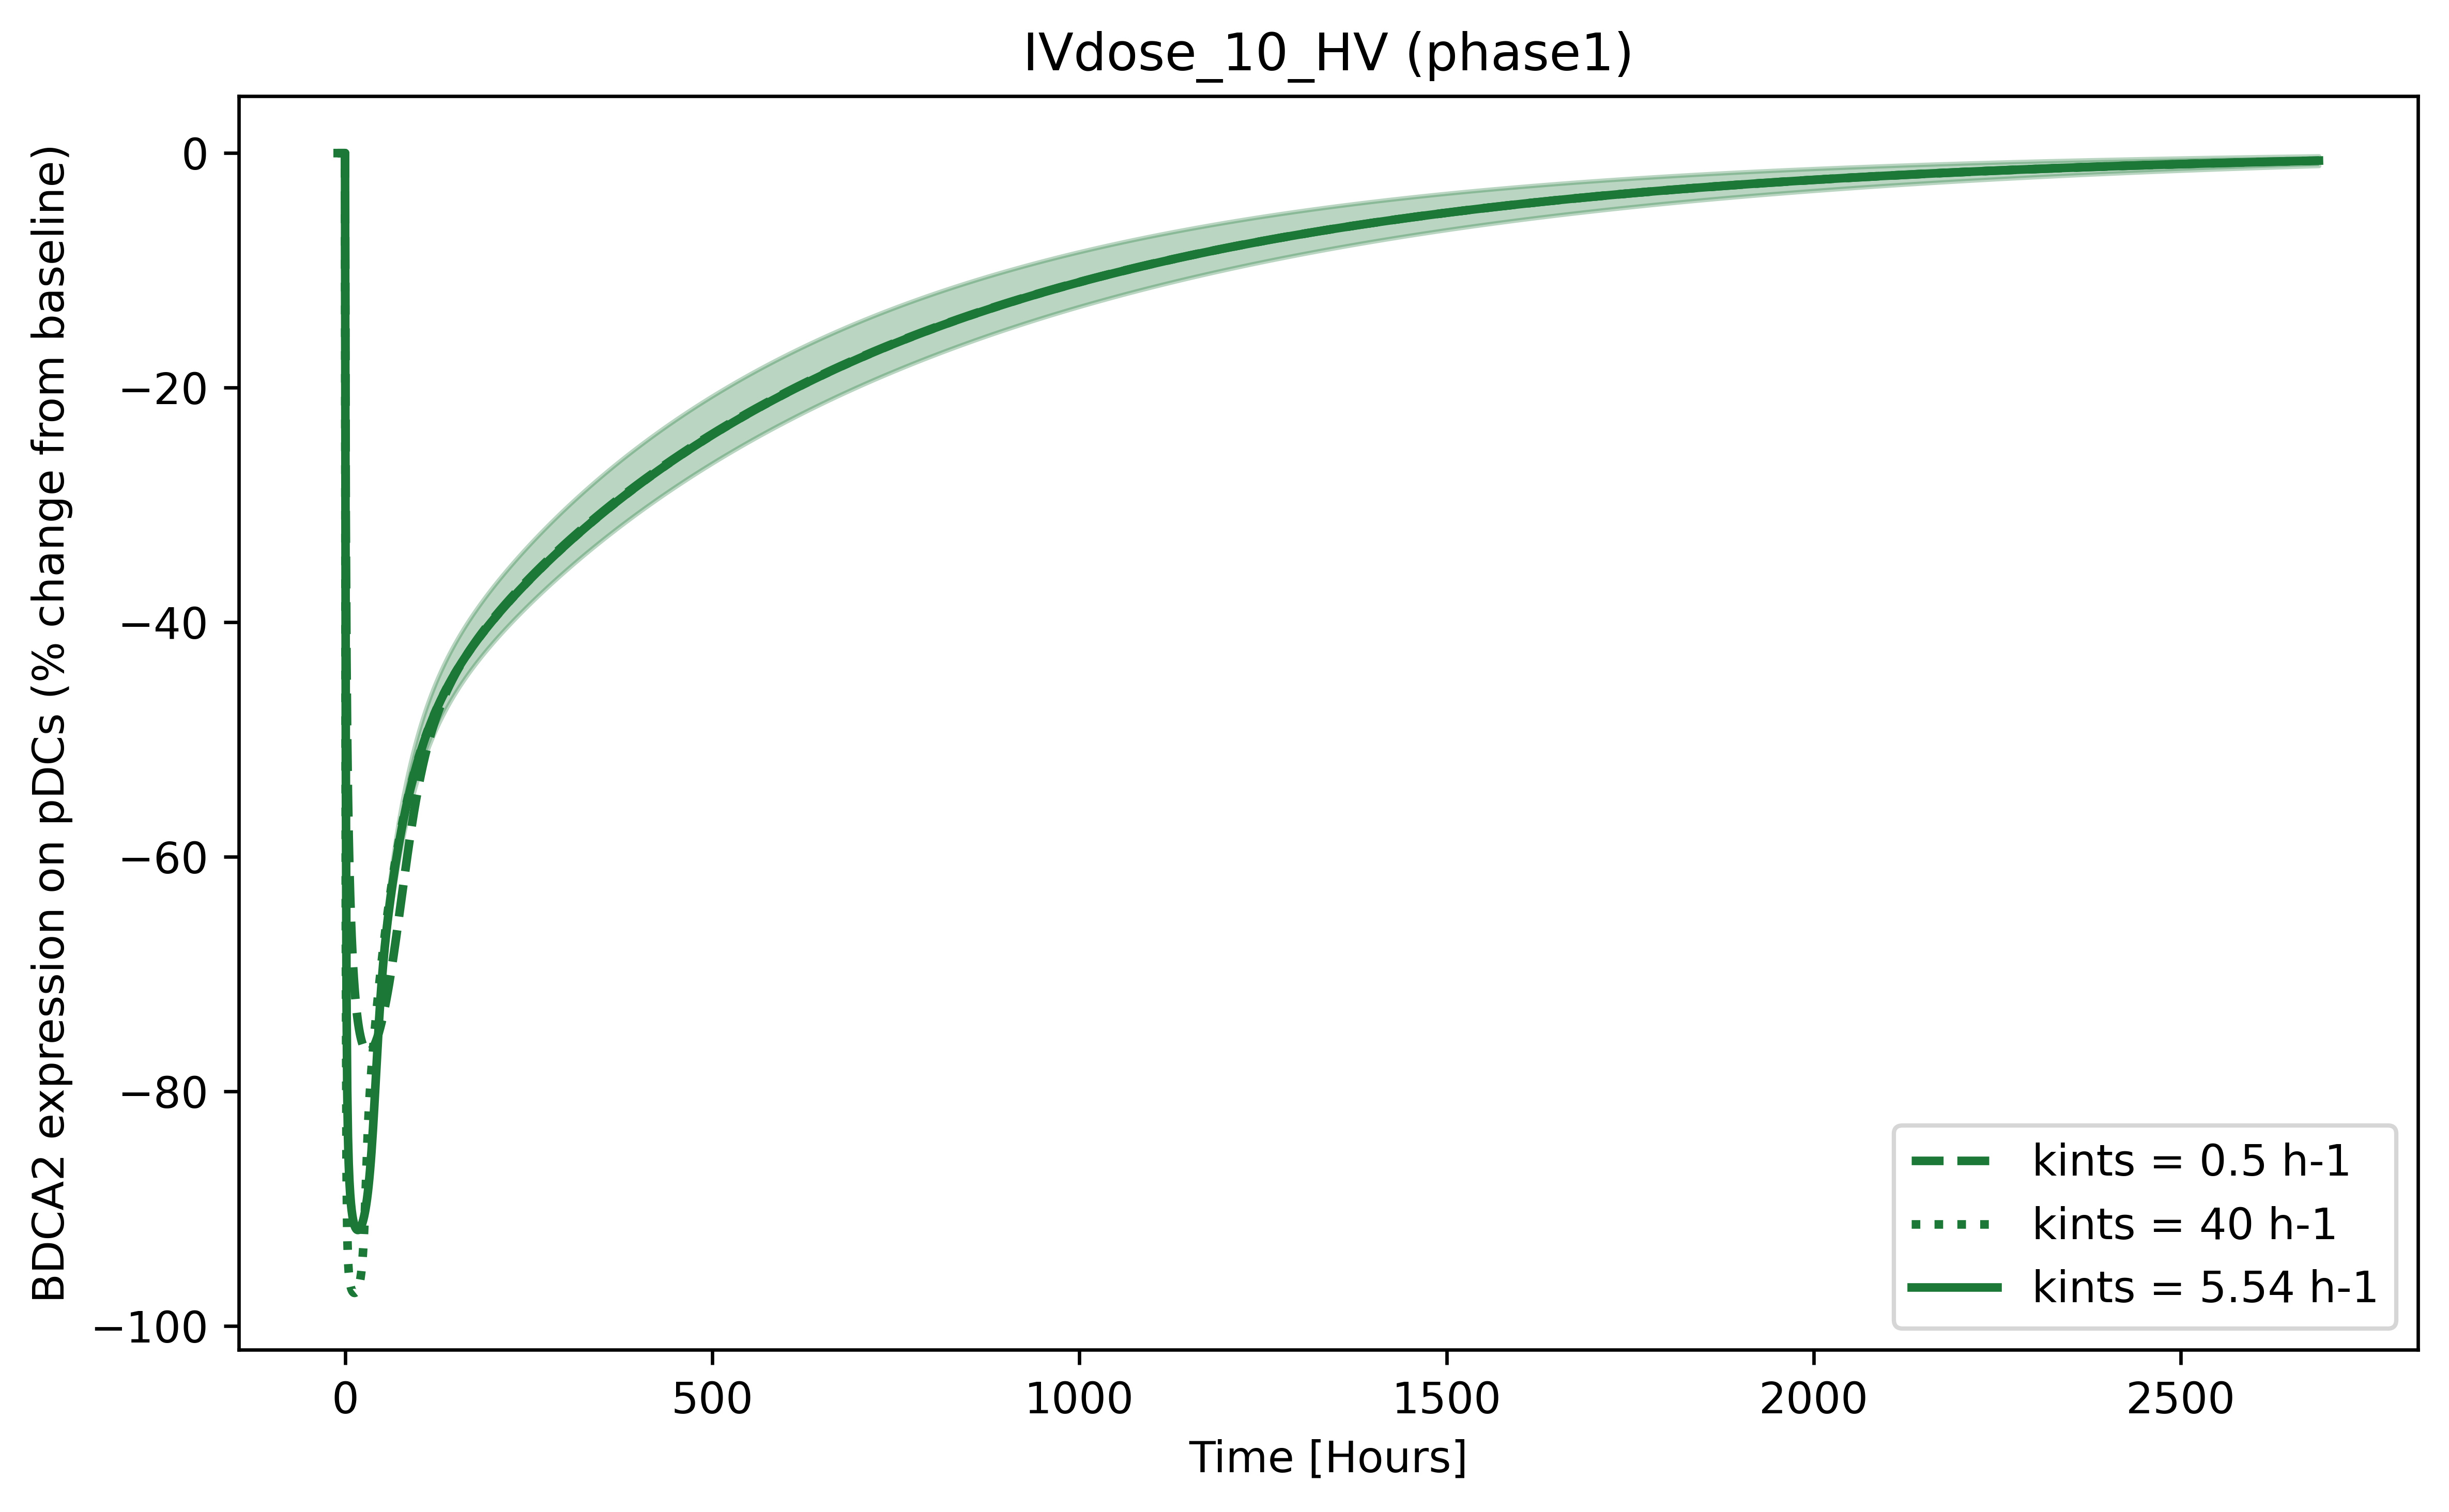 IVdose_10_HV (phase1)
BDCA2 expression on pDCs (% change from baseline)
0
−20
−40
−60
−80
−100
0
500
1000
1500
2000
2500
Time [Hours]
kints = 0.5 h-1
kints = 40 h-1
kints = 5.54 h-1